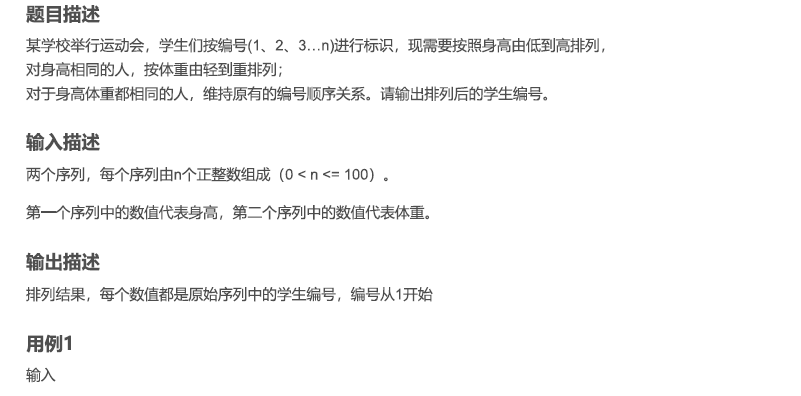 题目描述
某学校举行运动会，学生们按编号(1、2、3…n)进行标识，现需要按照身高由低到高排列，
对身高相同的人，按体重由轻到重排列；
对于身高体重都相同的人，维持原有的编号顺序关系。请输出排列后的学生编号。
输入描述
两个序列，每个序列由n个正整数组成（0 < n <= 100）。
第一个序列中的数值代表身高，第二个序列中的数值代表体重。
输出描述
排列结果，每个数值都是原始序列中的学生编号，编号从1开始
用例1
输入